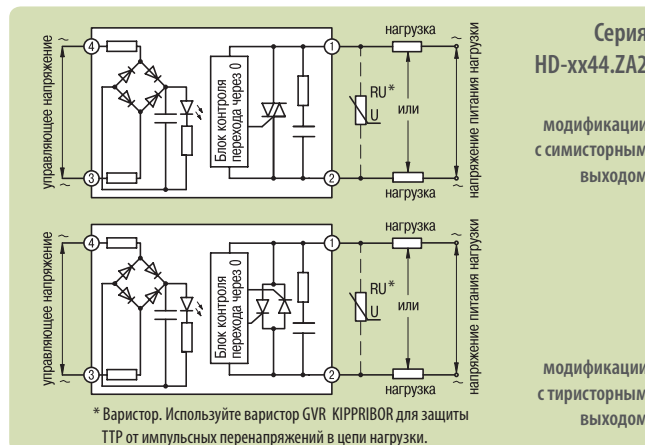 Серия
HD-xx44.ZA2
модификации
с симисторным
выходом
управляющее напряжение
~
4
3
~
Блок контроля
перехода через 0
1
2
нагрузка
RU*
U
или
нагрузка
~
напряжение питания нагрузки
~
модификации
с тиристорным
выходом
управляющее напряжение
~
4
3
~
Блок контроля
перехода через 0
1
2
нагрузка
RU*
U
или
нагрузка
~
напряжение питания нагрузки
~
* Варистор. Используйте варистор GVR KIPPRIBOR для защиты
ТТР от импульсных перенапряжений в цепи нагрузки.